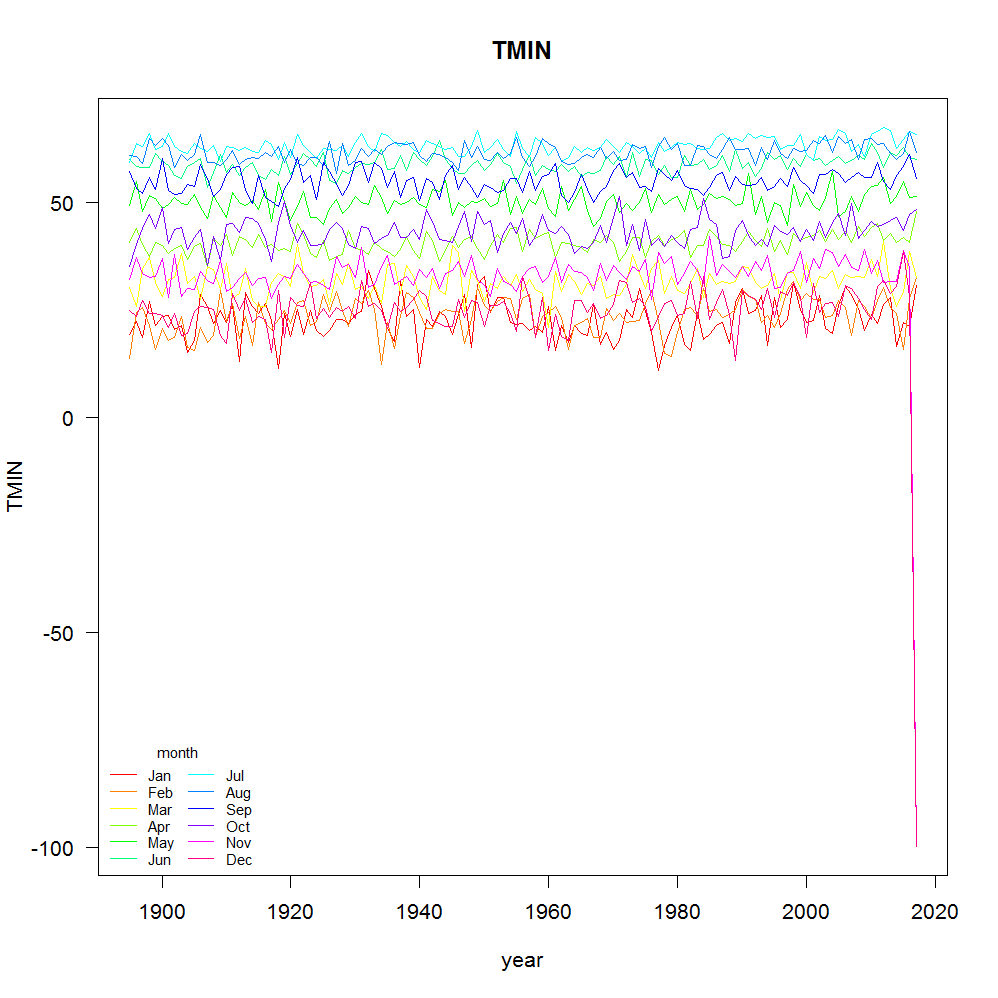 TMIN
TMIN
50
0
-50
-100
month
Jan Jul
Feb Aug
Mar Sep
Apr Oct
May Nov
Jun Dec
1900 1920 1940 1960 1980 2000 2020
year